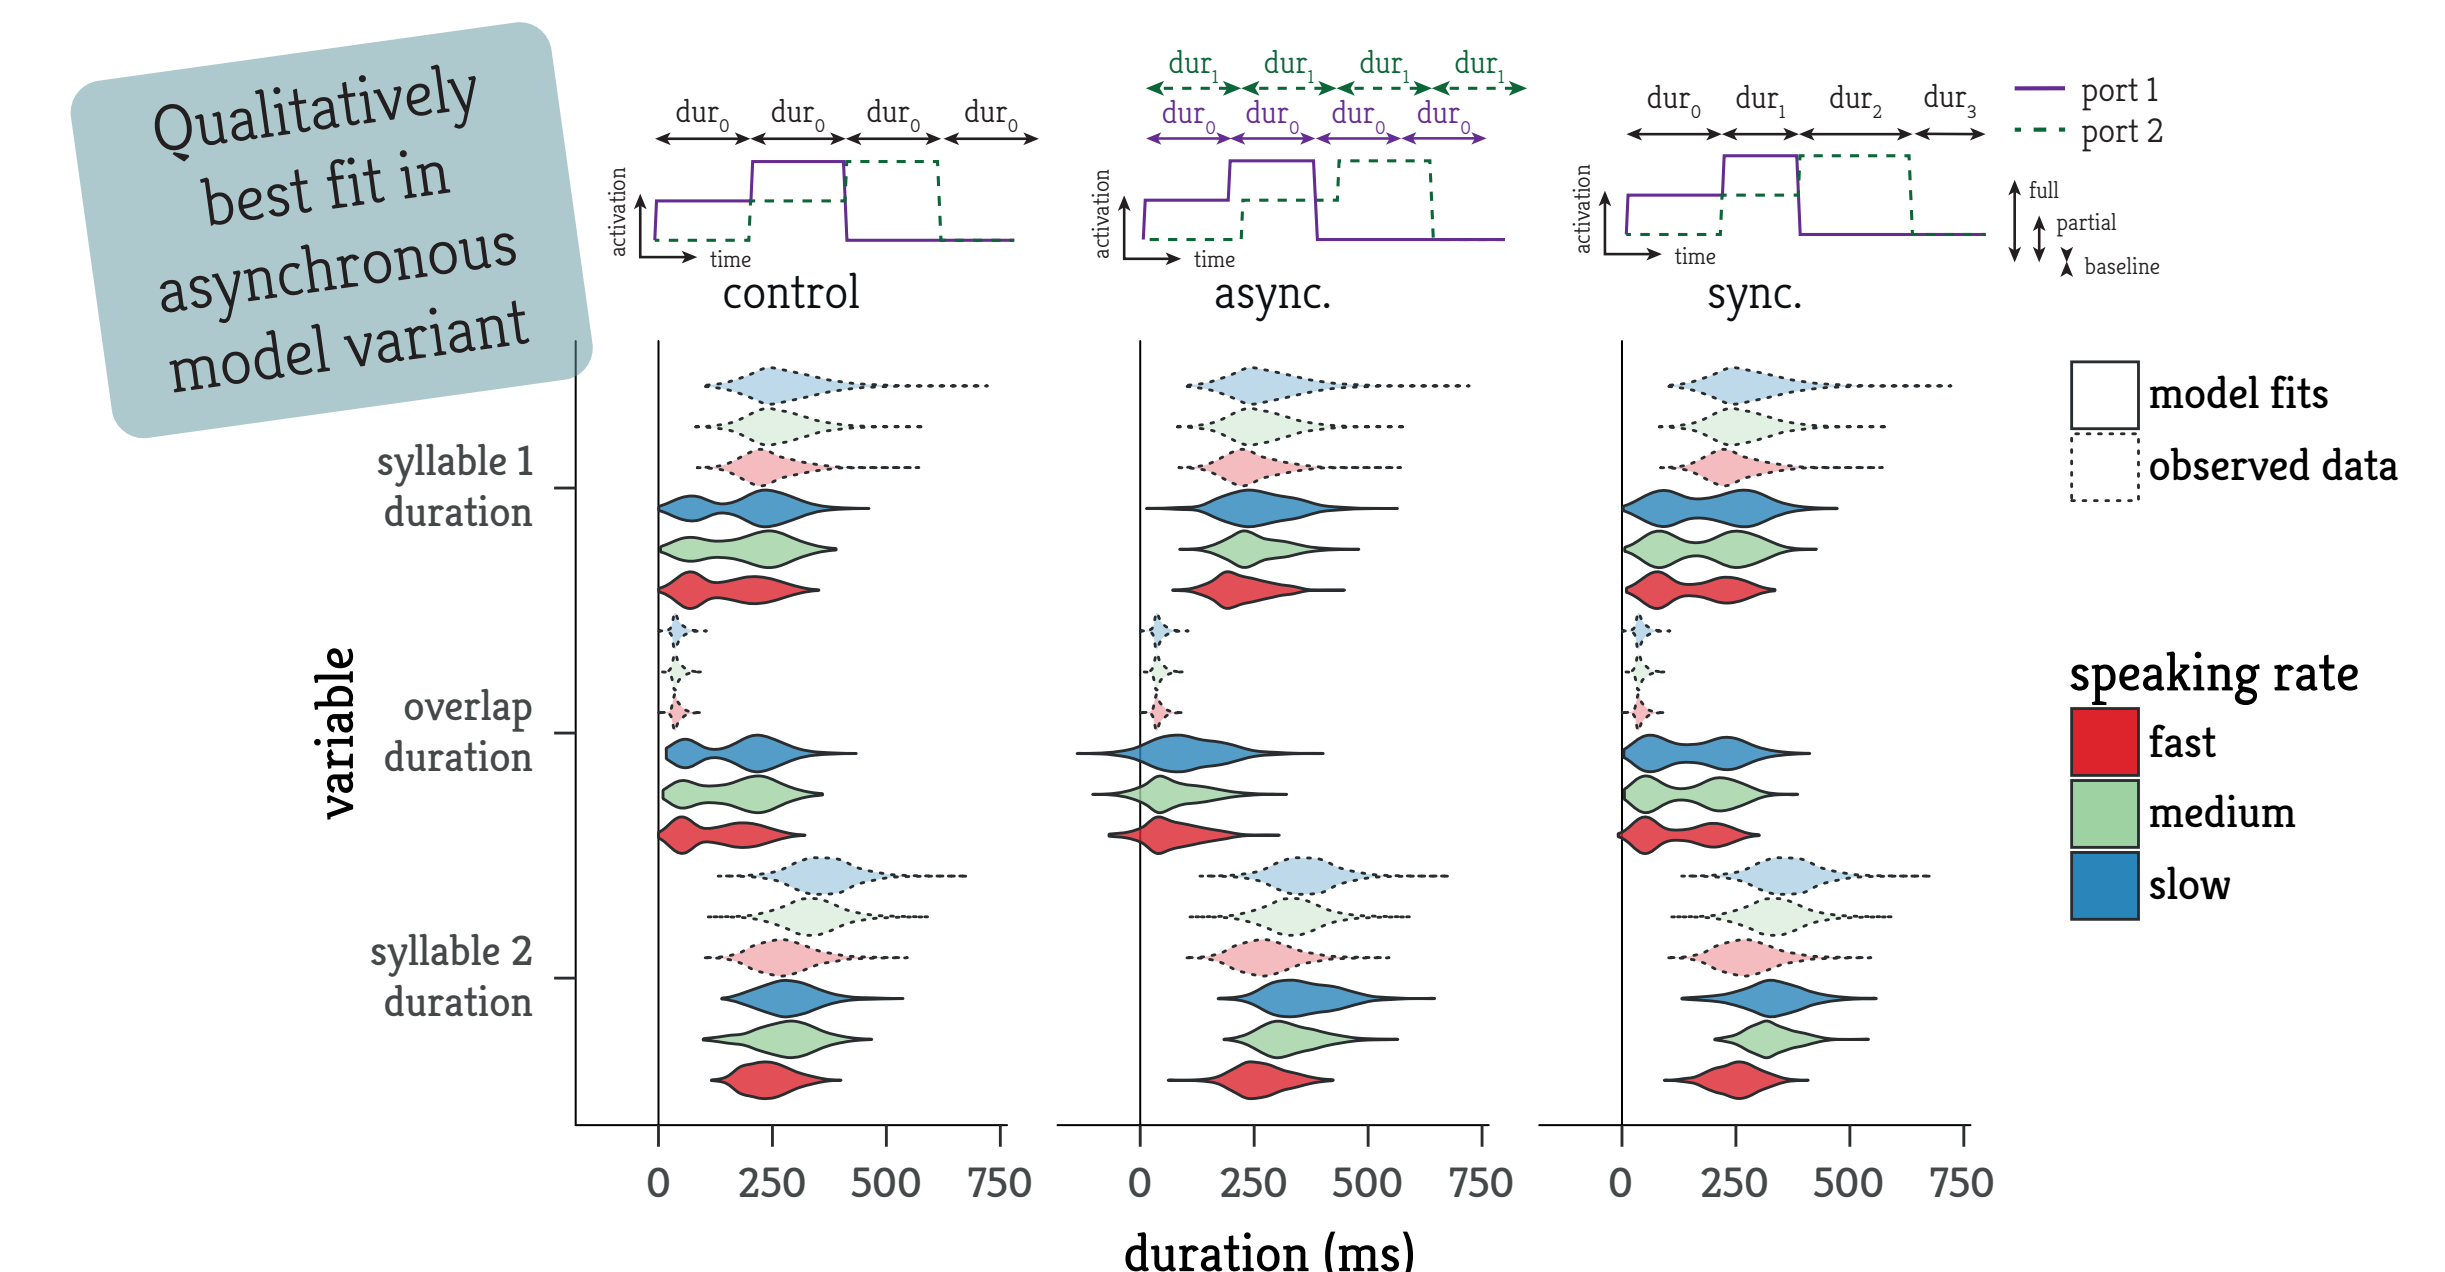 Qualitatively
best fit in
asynchronous
model variant
dur0 dur0 dur0 dur0
activation
time
control
dur1 dur1 dur1 dur1
dur0 dur0 dur0 dur0
activation
time
async.
dur0 dur1 dur2 dur3
activation
time
sync.
port 1
port 2
full
partial
baseline
variable
syllable 1
duration
overlap
duration
syllable 2
duration
model fits
observed data
speaking rate
fast
medium
slow
0 250 500 750
0 250 500 750
0 250 500 750
duration (ms)